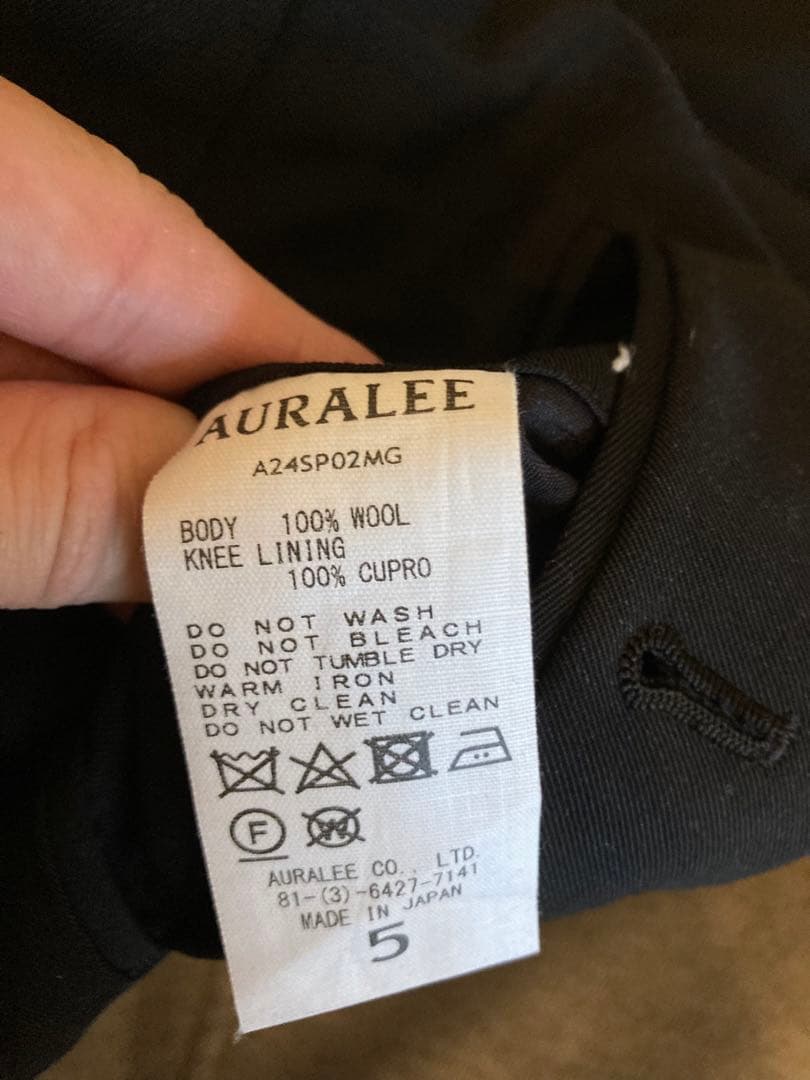 AURALEE
A24SP02MG
BODY 100% WOOL
KNEE LINING
100% CUPRO
DO NOT WASH
DO NOT BLEACH
DO NOT TUMBLE DRY
WARM IRON
DRY CLEAN
DO NOT WET CLEAN
F W
AURALEE CO., LTD.
81-(3)-6427-7141
MADE IN JAPAN
5